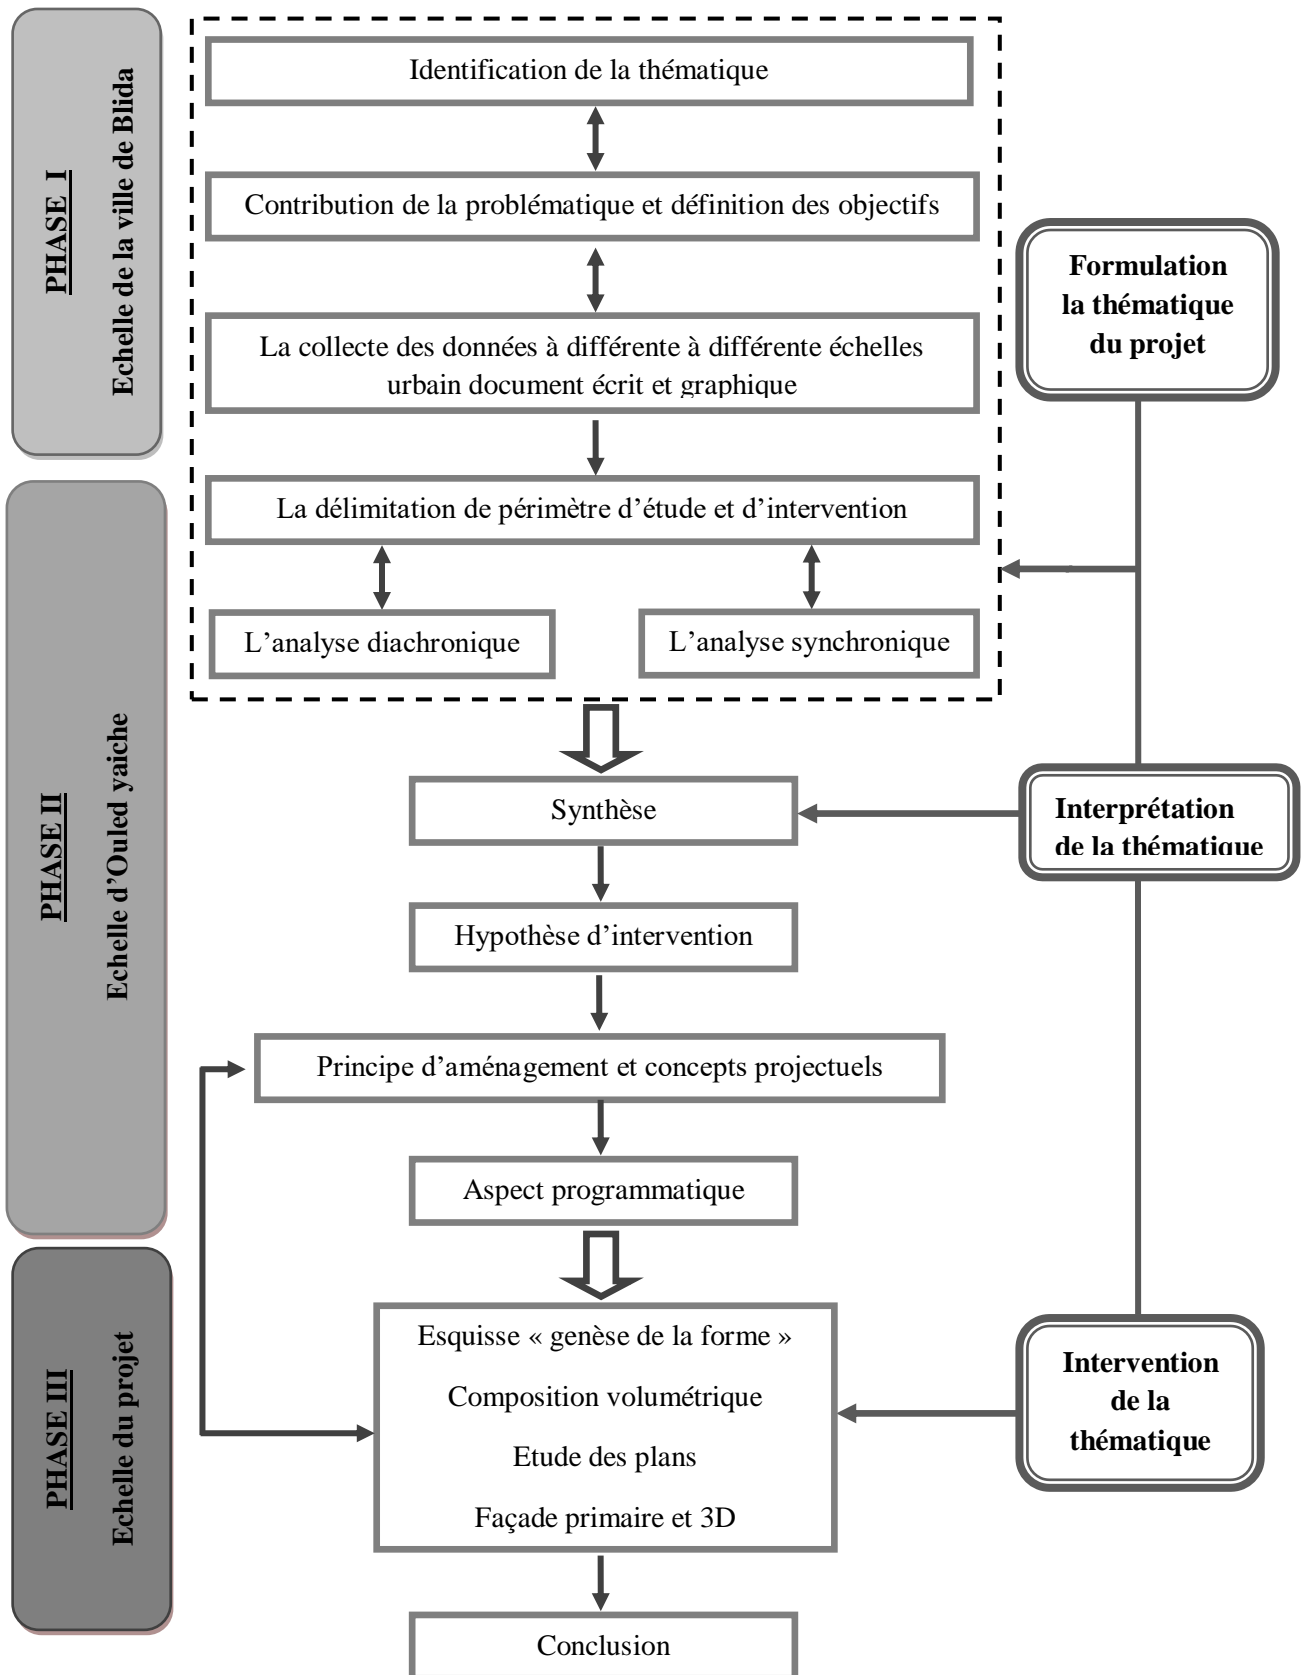 PHASE I
Echelle de la ville de Blida
Identification de la thématique
Contribution de la problématique et définition des objectifs
La collecte des données à différente à différente échelles
urbain document écrit et graphique
Formulation
la thématique
du projet
PHASE II
Echelle d’Ouled yaiche
La délimitation de périmètre d’étude et d’intervention
L’analyse diachronique
L’analyse synchronique
Synthèse
Interprétation
de la thématique
Hypothèse d’intervention
Principe d’aménagement et concepts projectuels
Aspect programmatique
PHASE III
Echelle du projet
Esquisse « genèse de la forme »
Composition volumétrique
Etude des plans
Façade primaire et 3D
Intervention
de la
thématique
Conclusion